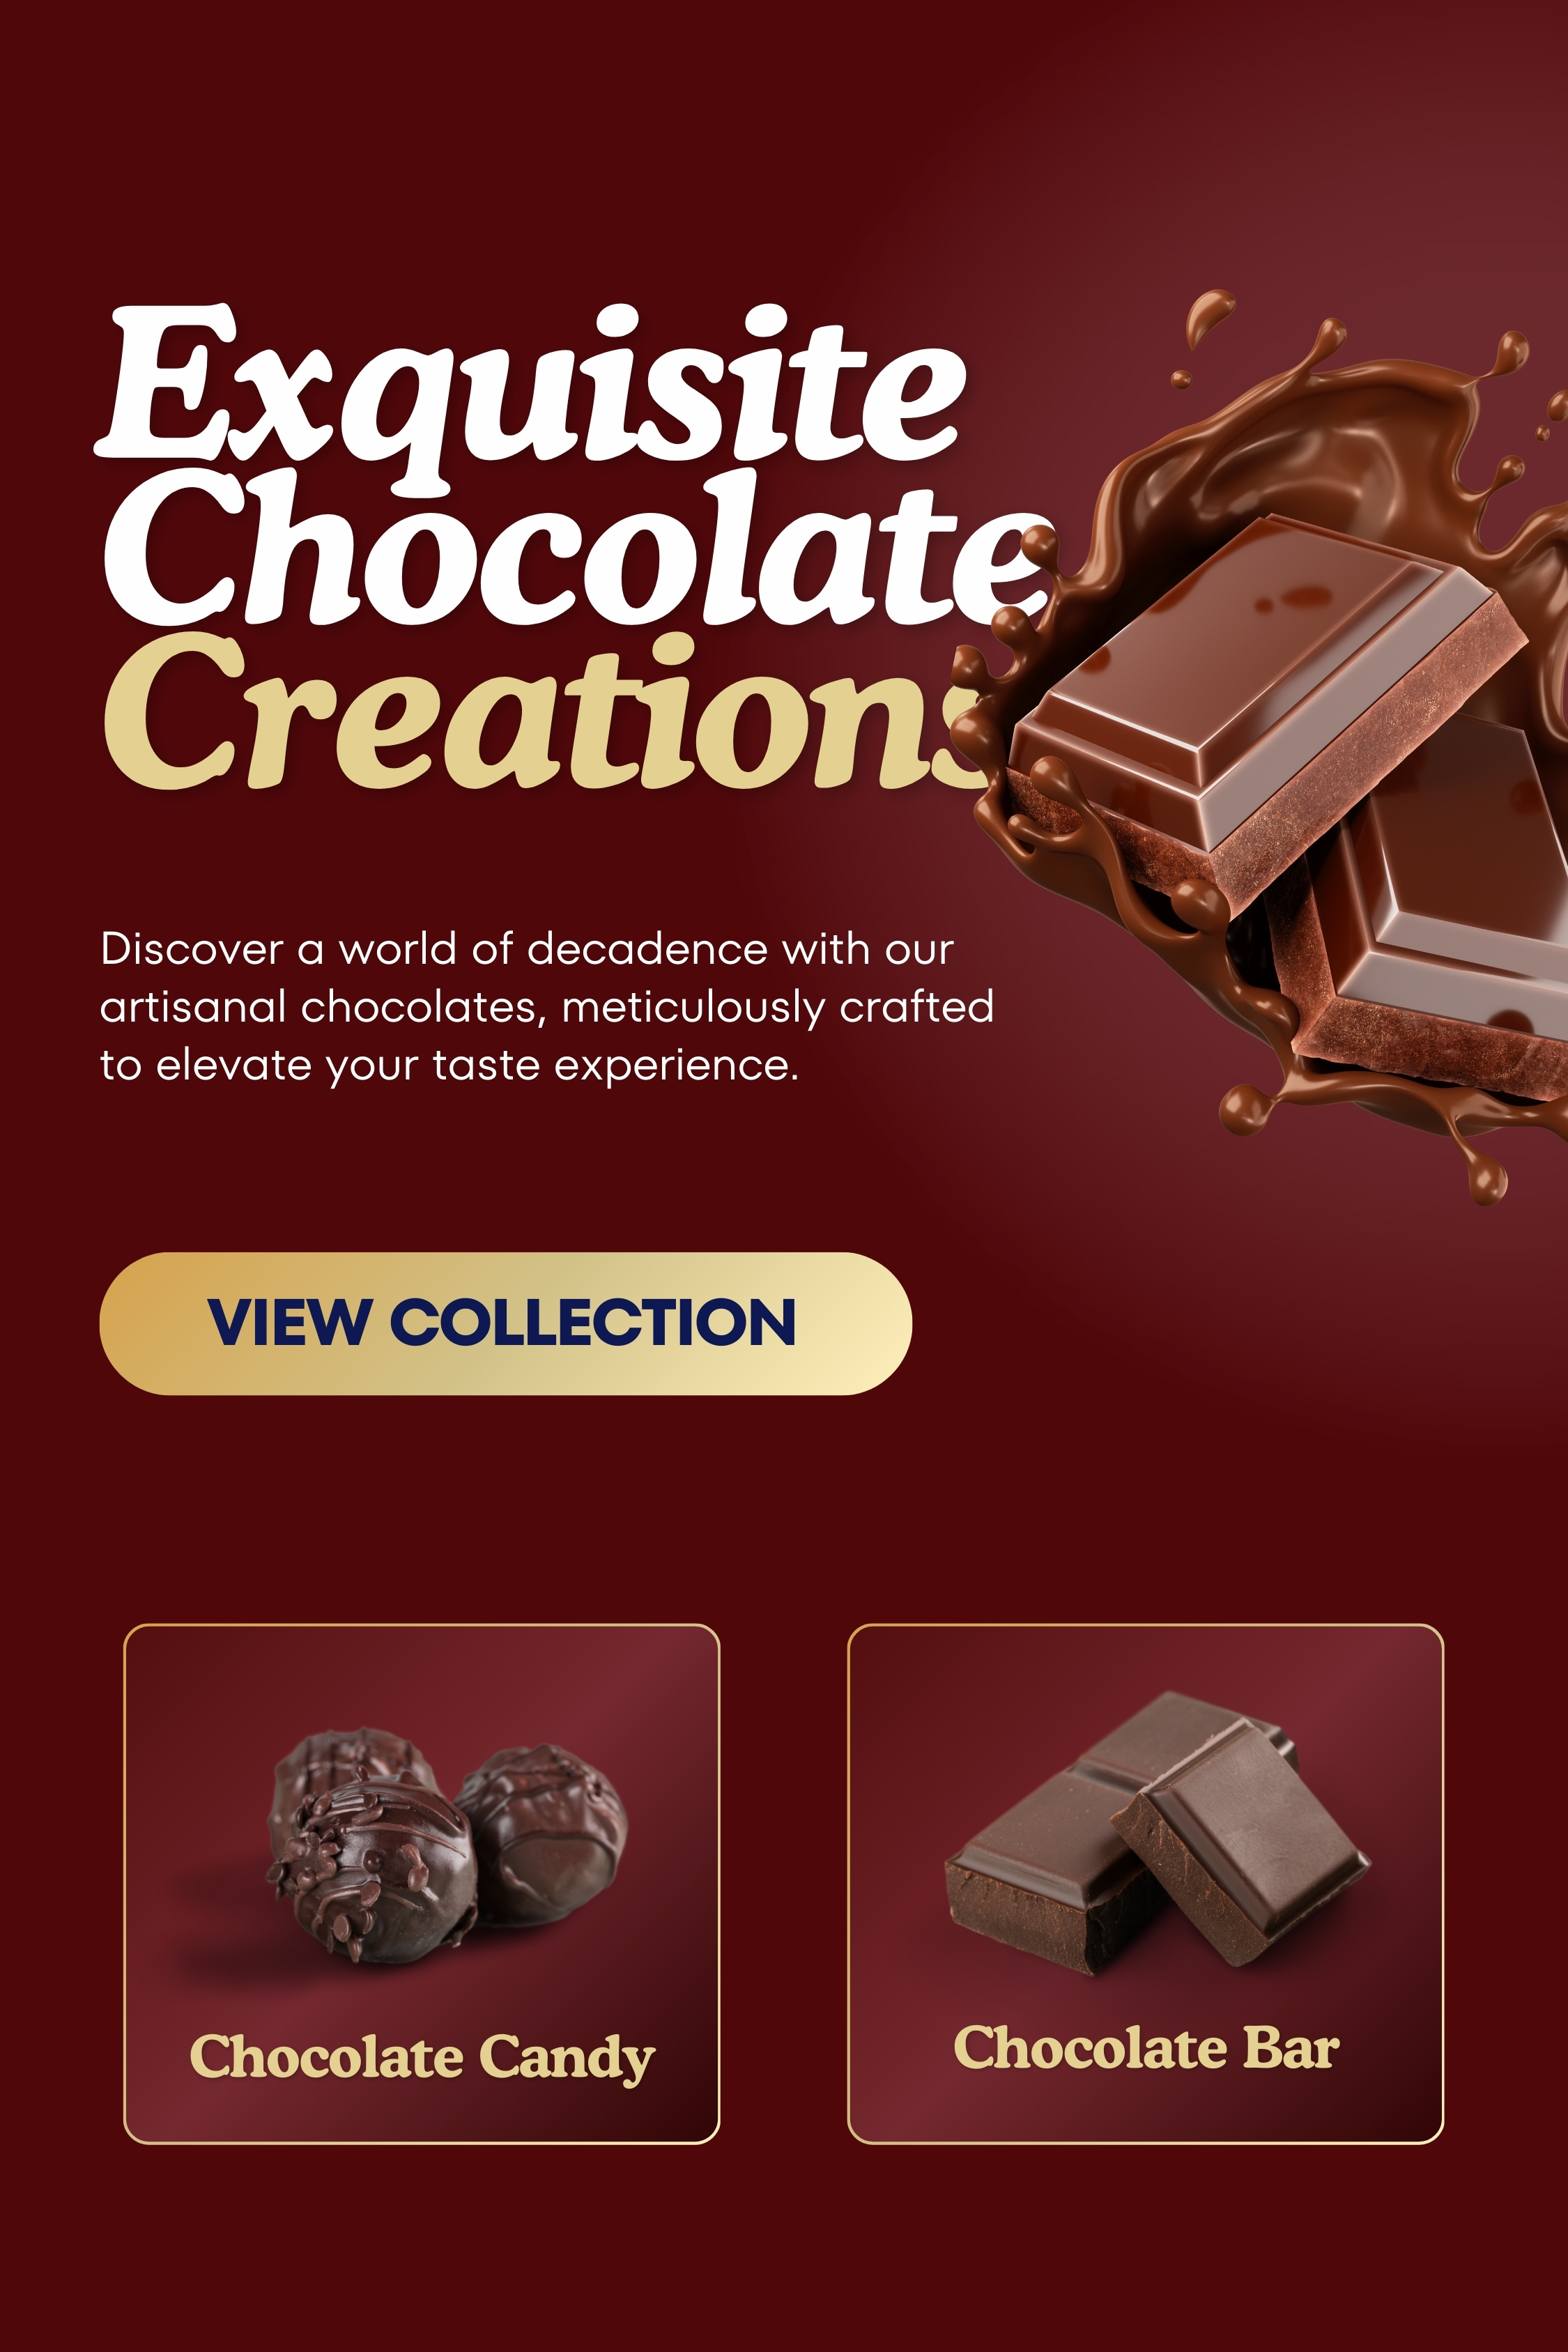 Exquisite
Chocolate
Creations
Discover a world of decadence with our
artisanal chocolates, meticulously crafted
to elevate your taste experience.
VIEW COLLECTION
Chocolate Candy
Chocolate Bar